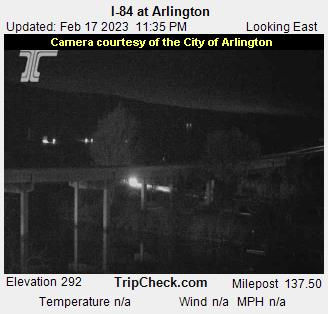 I-84 at Arlington
Updated: Feb 17 2023 11:35 PM Looking East
Camera courtesy of the City of Arlington
Elevation 292 TripCheck.com Milepost 137.50
Temperature n/a Wind n/a MPH n/a